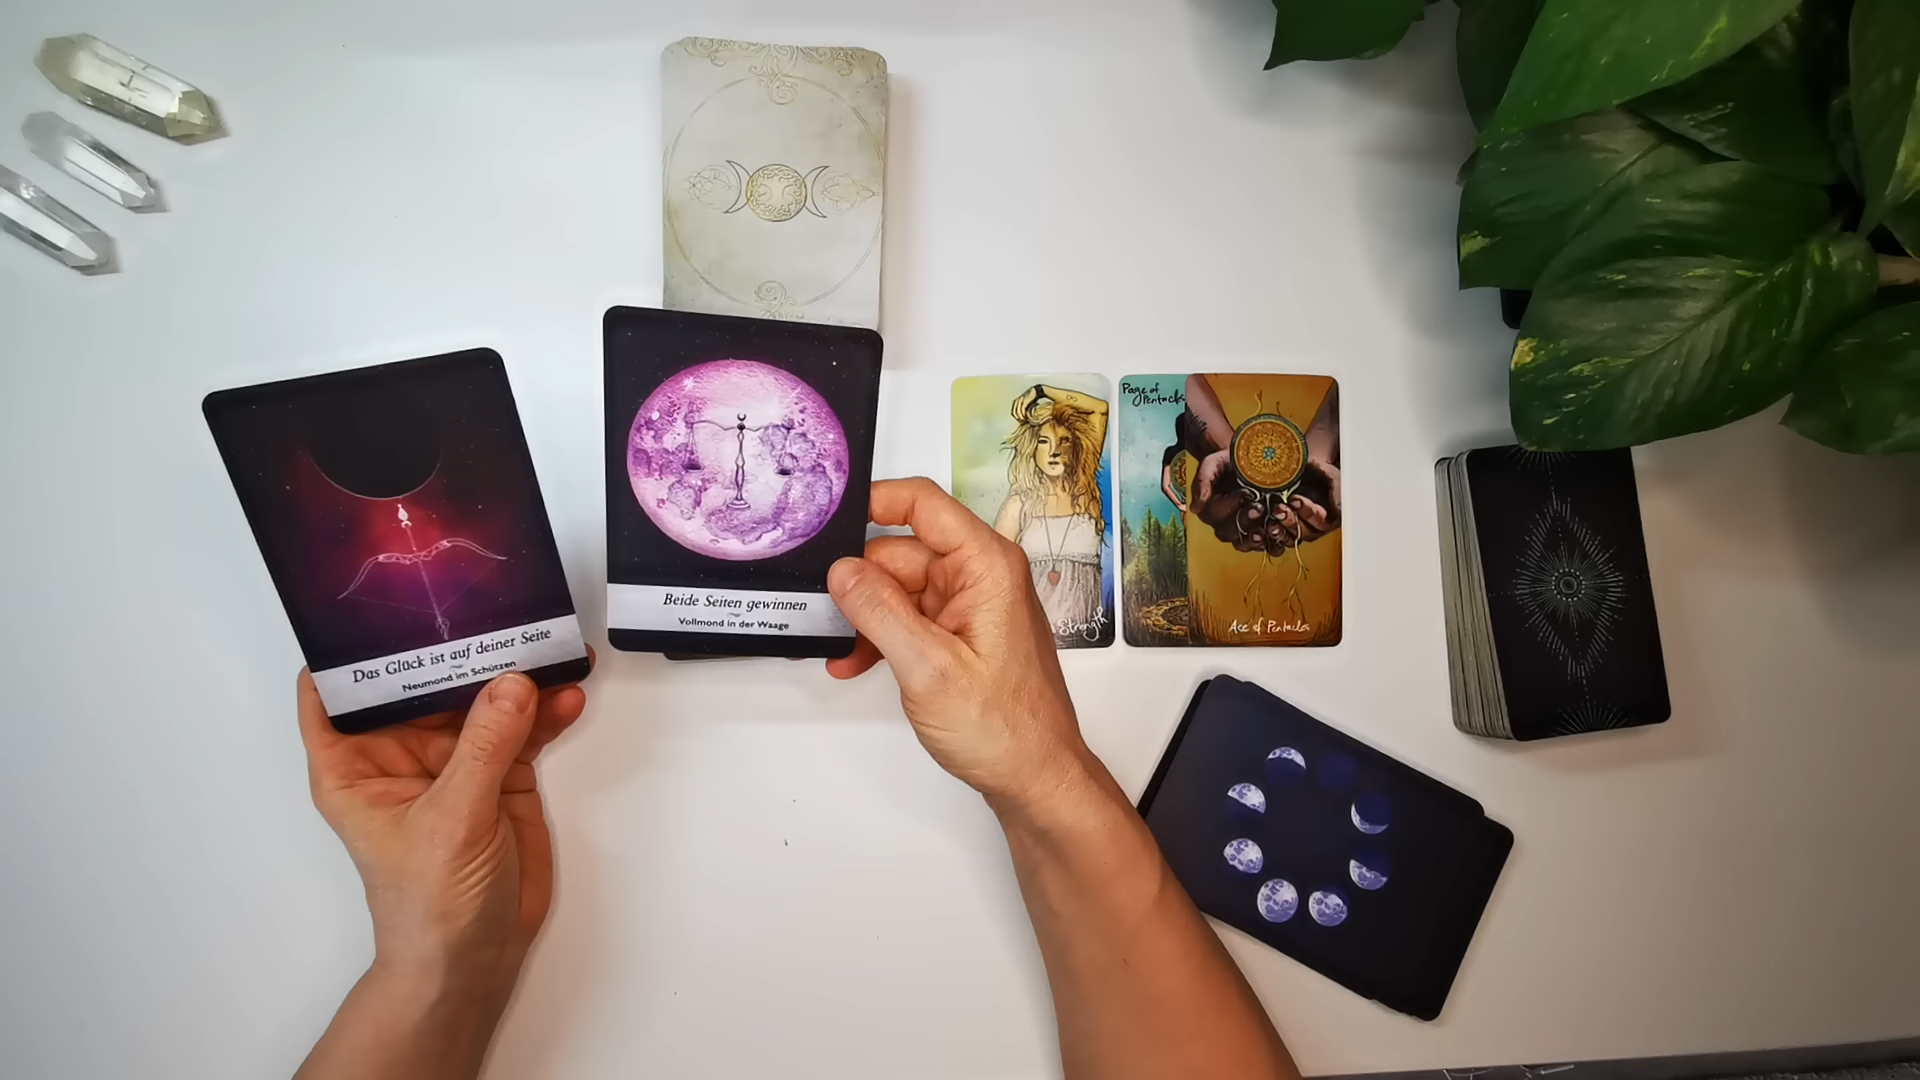 Das Glück ist auf deiner Seite
Neumond im Schützen
Beide Seiten gewinnen
Vollmond in der Waage
Strength
Page of
Pentacles
Ace of Pentacles